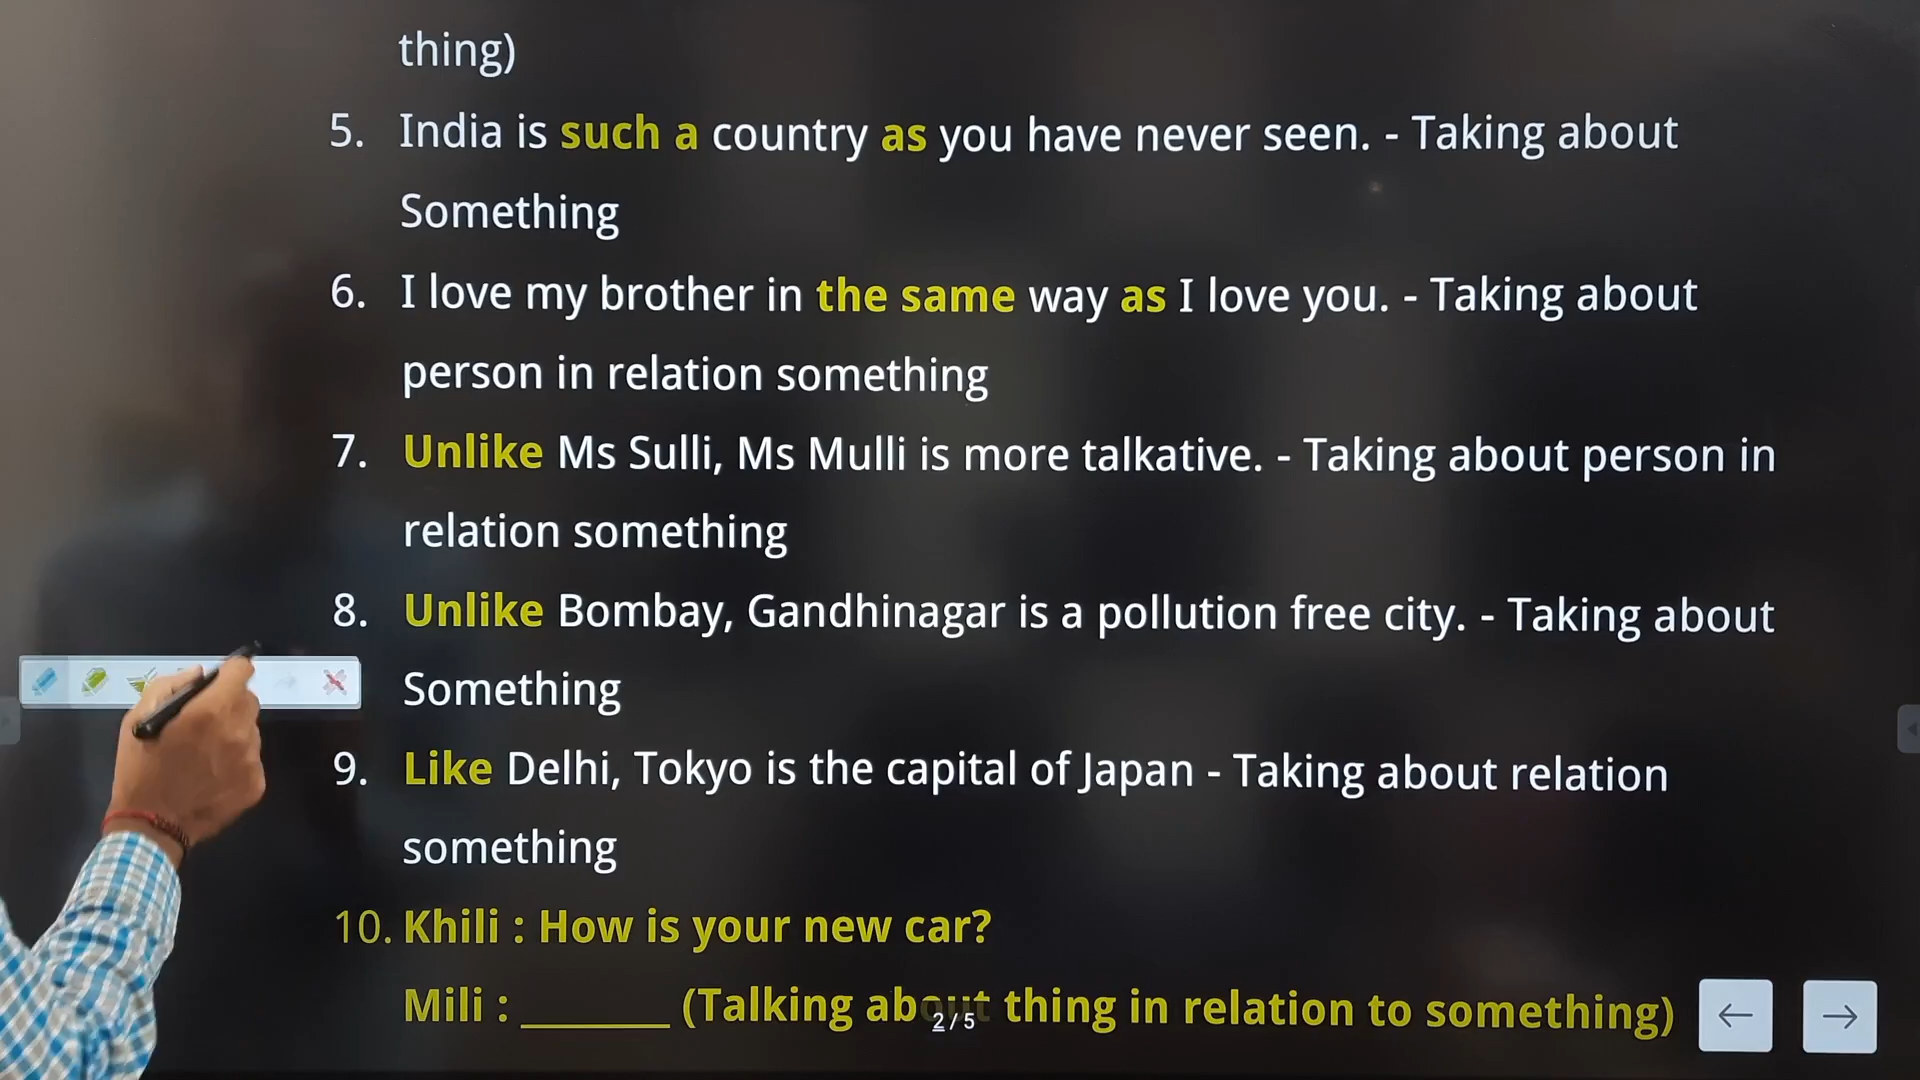 thing)
5. India is such a country as you have never seen. - Taking about
Something
6. I love my brother in the same way as I love you. - Taking about
person in relation something
7. Unlike Ms Sulli, Ms Mulli is more talkative. - Taking about person in
relation something
8. Unlike Bombay, Gandhinagar is a pollution free city. - Taking about
Something
9. Like Delhi, Tokyo is the capital of Japan - Taking about relation
something
10. Khili : How is your new car?
Mili : _______ (Talking about thing in relation to something)
2/5